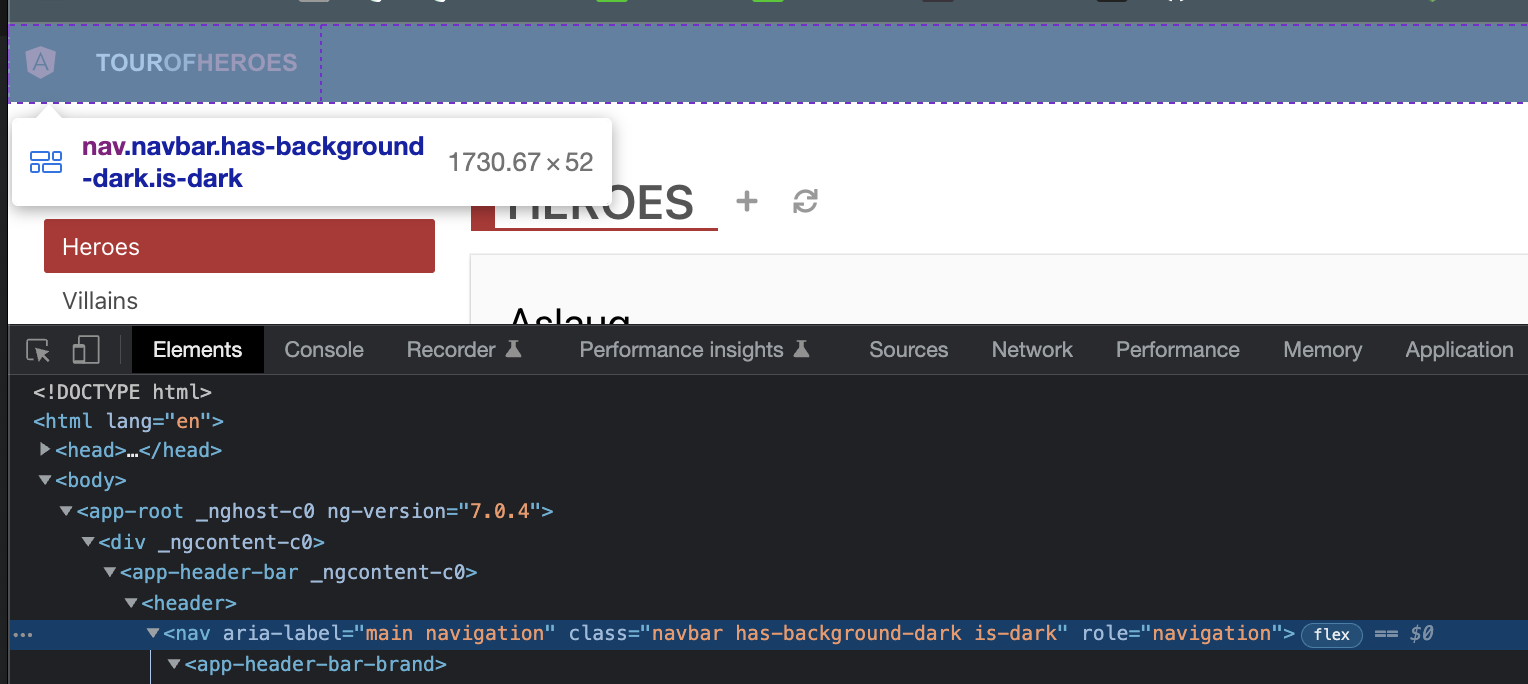 TOUROFHEROES
nav.navbar.has-background
-dark.is-dark
1730.67 × 52
HEROES
Heroes
Villains
Aslaug
Elements Console Recorder Performance insights Sources Network Performance Memory Application
<!DOCTYPE html>
<html lang="en">
<head>…</head>
<body>
<app-root _nghost-c0 ng-version="7.0.4">
<div _ngcontent-c0>
<app-header-bar _ngcontent-c0>
<header>
<nav aria-label="main navigation" class="navbar has-background-dark is-dark" role="navigation"> flex == $0
<app-header-bar-brand>